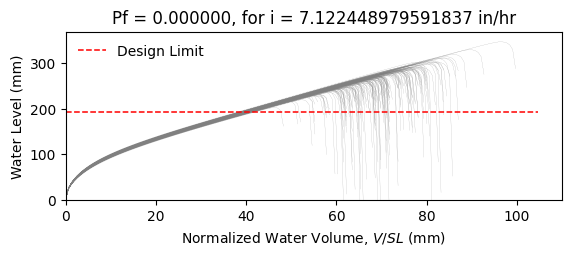 Pf = 0.000000, for i = 7.122448979591837 in/hr
Design Limit
Water Level (mm)
300
200
100
0
0 20 40 60 80 100
Normalized Water Volume, V/SL (mm)